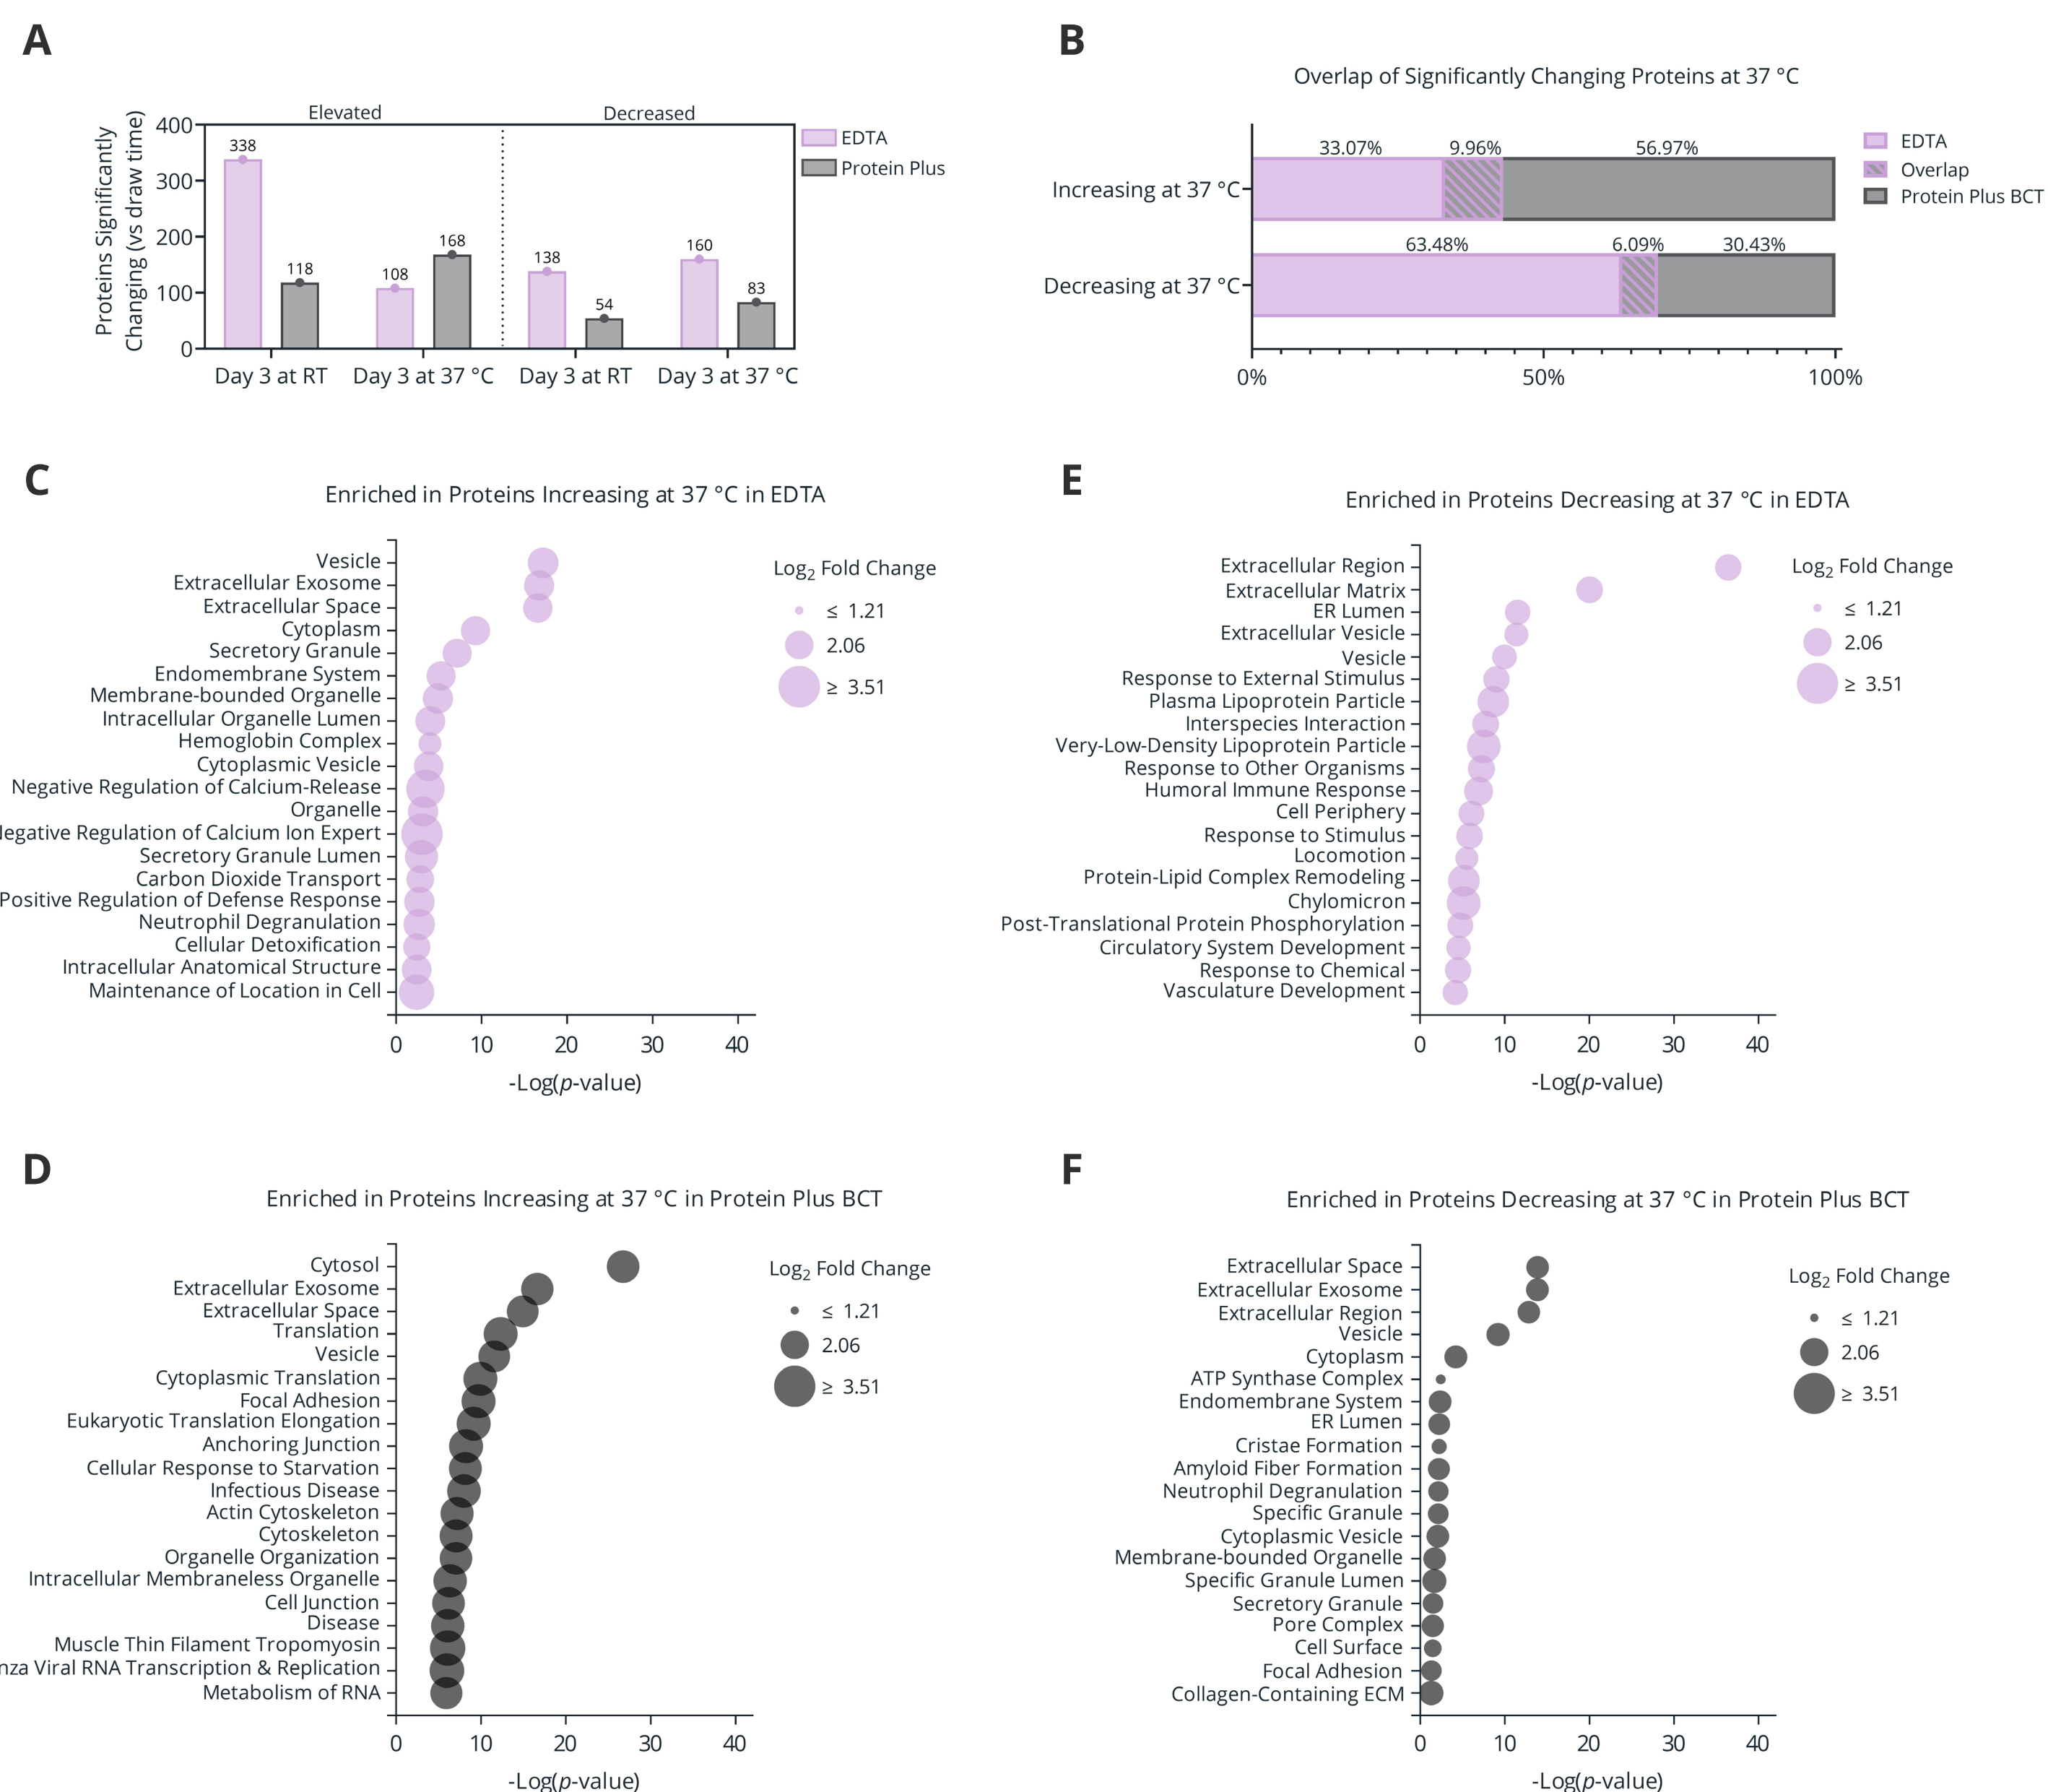 A
Elevated
Decreased
Proteins Significantly
Changing (vs draw time)
400
300
200
100
0
338
118
108
168
138
54
160
83
Day 3 at RT
Day 3 at 37 °C
Day 3 at RT
Day 3 at 37 °C
EDTA
Protein Plus
B
Overlap of Significantly Changing Proteins at 37 °C
33.07%
9.96%
56.97%
Increasing at 37 °C
63.48%
6.09%
30.43%
Decreasing at 37 °C
0%
50%
100%
EDTA
Overlap
Protein Plus BCT
C
Enriched in Proteins Increasing at 37 °C in EDTA
Vesicle
Extracellular Exosome
Extracellular Space
Cytoplasm
Secretory Granule
Endomembrane System
Membrane-bounded Organelle
Intracellular Organelle Lumen
Hemoglobin Complex
Cytoplasmic Vesicle
Negative Regulation of Calcium-Release
Organelle
egative Regulation of Calcium Ion Expert
Secretory Granule Lumen
Carbon Dioxide Transport
Positive Regulation of Defense Response
Neutrophil Degranulation
Cellular Detoxification
Intracellular Anatomical Structure
Maintenance of Location in Cell
0 10 20 30 40
-Log(p-value)
Log2 Fold Change
≤ 1.21
2.06
≥ 3.51
E
Enriched in Proteins Decreasing at 37 °C in EDTA
Extracellular Region
Extracellular Matrix
ER Lumen
Extracellular Vesicle
Vesicle
Response to External Stimulus
Plasma Lipoprotein Particle
Interspecies Interaction
Very-Low-Density Lipoprotein Particle
Response to Other Organisms
Humoral Immune Response
Cell Periphery
Response to Stimulus
Locomotion
Protein-Lipid Complex Remodeling
Chylomicron
Post-Translational Protein Phosphorylation
Circulatory System Development
Response to Chemical
Vasculature Development
0 10 20 30 40
-Log(p-value)
Log2 Fold Change
≤ 1.21
2.06
≥ 3.51
D
Enriched in Proteins Increasing at 37 °C in Protein Plus BCT
Cytosol
Extracellular Exosome
Extracellular Space
Translation
Vesicle
Cytoplasmic Translation
Focal Adhesion
Eukaryotic Translation Elongation
Anchoring Junction
Cellular Response to Starvation
Infectious Disease
Actin Cytoskeleton
Cytoskeleton
Organelle Organization
Intracellular Membraneless Organelle
Cell Junction
Disease
Muscle Thin Filament Tropomyosin
nza Viral RNA Transcription & Replication
Metabolism of RNA
0 10 20 30 40
-Log(p-value)
Log2 Fold Change
≤ 1.21
2.06
≥ 3.51
F
Enriched in Proteins Decreasing at 37 °C in Protein Plus BCT
Extracellular Space
Extracellular Exosome
Extracellular Region
Vesicle
Cytoplasm
ATP Synthase Complex
Endomembrane System
ER Lumen
Cristae Formation
Amyloid Fiber Formation
Neutrophil Degranulation
Specific Granule
Cytoplasmic Vesicle
Membrane-bounded Organelle
Specific Granule Lumen
Secretory Granule
Pore Complex
Cell Surface
Focal Adhesion
Collagen-Containing ECM
0 10 20 30 40
-Log(p-value)
Log2 Fold Change
≤ 1.21
2.06
≥ 3.51